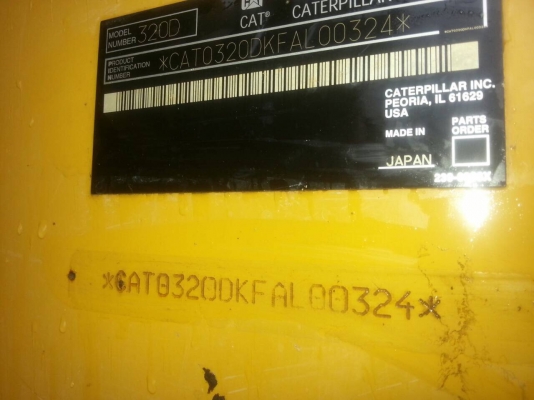 CAT CAT® CATERPILLAR
MODEL NUMBER 320D
PRODUCT IDENTIFICATION NUMBER *CAT0320DKFAL00324*
CATERPILLAR INC.
PEORIA, IL 61629
USA
MADE IN
PARTS ORDER
JAPAN
*CAT0320DKFAL00324*